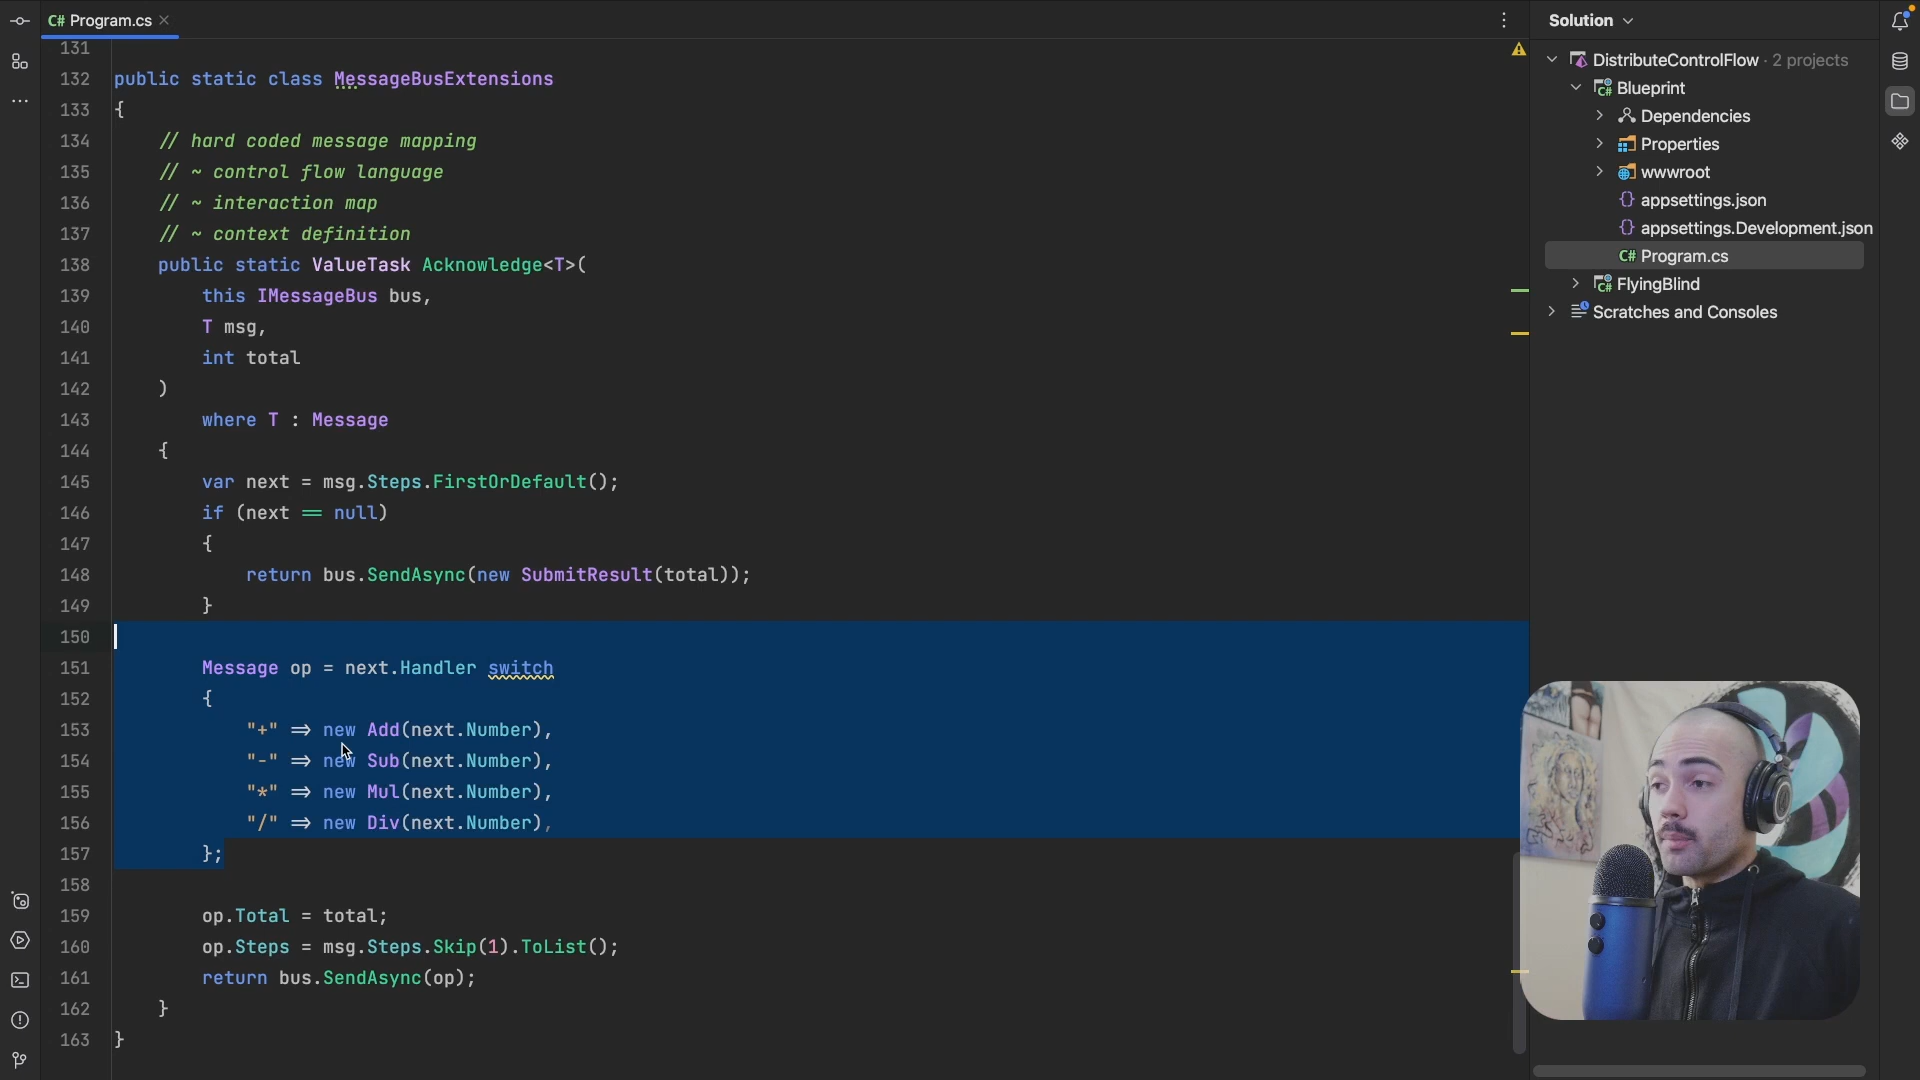 C# Program.cs
Solution
131
132 public static class MessageBusExtensions
133 {
134 // hard coded message mapping
135 // ~ control flow language
136 // ~ interaction map
137 // ~ context definition
138 public static ValueTask Acknowledge<T>(
139 this IMessageBus bus,
140 T msg,
141 int total
142 )
143 where T : Message
144 {
145 var next = msg.Steps.FirstOrDefault();
146 if (next == null)
147 {
148 return bus.SendAsync(new SubmitResult(total));
149 }
150
151 Message op = next.Handler switch
152 {
153 "+" => new Add(next.Number),
154 "-" => new Sub(next.Number),
155 "*" => new Mul(next.Number),
156 "/" => new Div(next.Number),
157 };
158
159 op.Total = total;
160 op.Steps = msg.Steps.Skip(1).ToList();
161 return bus.SendAsync(op);
162 }
163 }
DistributeControlFlow · 2 projects
C# Blueprint
Dependencies
Properties
wwwroot
{} appsettings.json
{} appsettings.Development.json
C# Program.cs
C# FlyingBlind
Scratches and Consoles